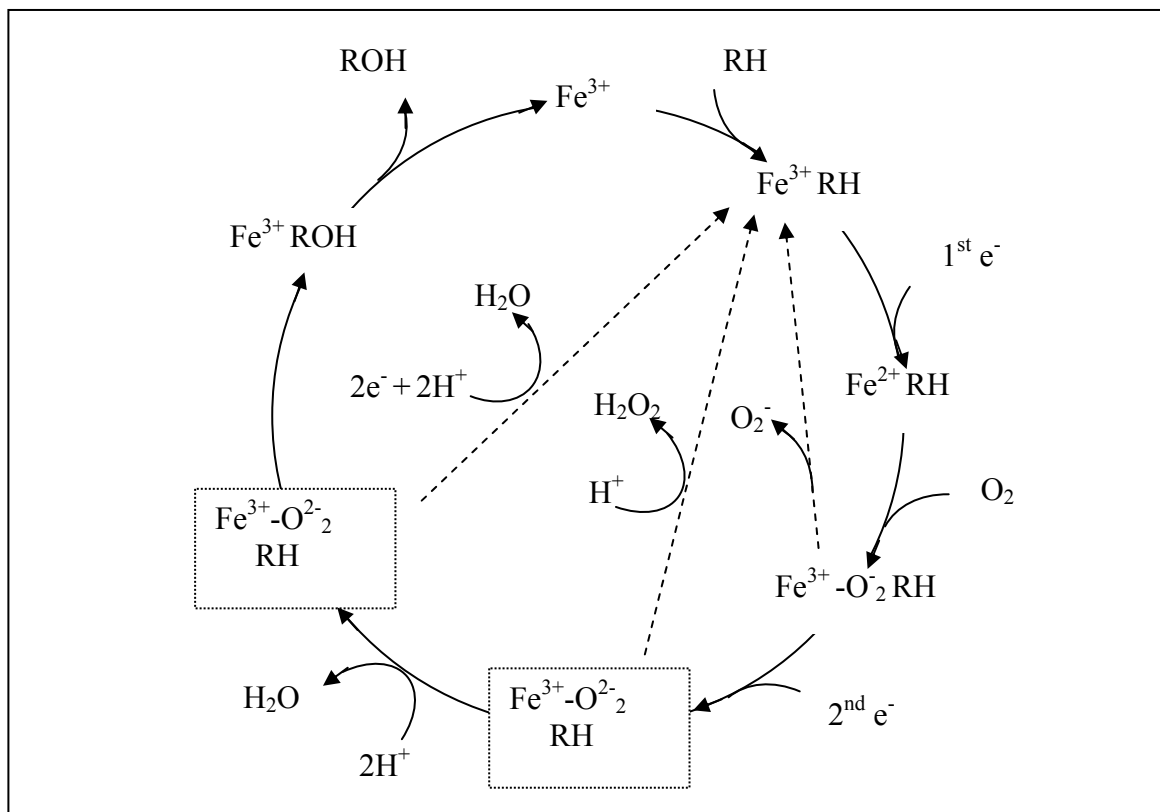 ROH
RH
Fe³⁺
Fe³⁺ RH
Fe³⁺ ROH
1ˢᵗ e⁻
H₂O
Fe²⁺ RH
2e⁻ + 2H⁺
H₂O₂
O₂⁻
H⁺
O₂
Fe³⁺-O²⁻₂
RH
Fe³⁺ -O⁻₂ RH
H₂O
Fe³⁺-O²⁻₂
RH
2ⁿᵈ e⁻
2H⁺